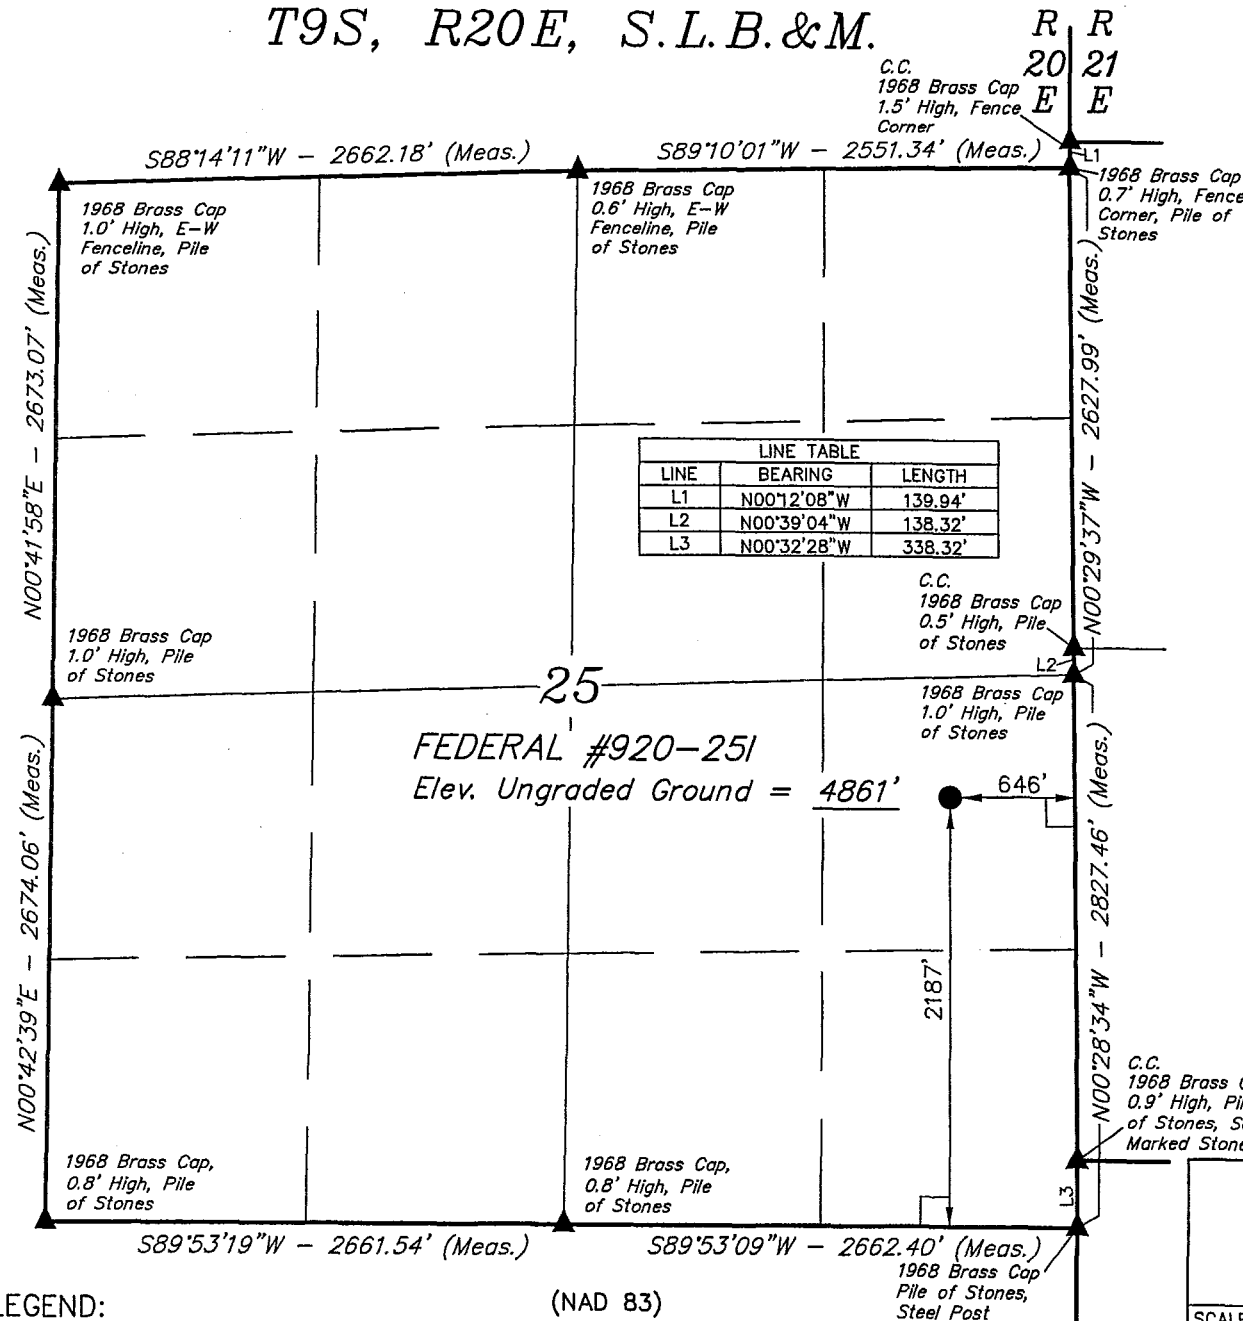 T9S, R20E, S.L.B.&M.
R R
20 21
E E
C.C.
1968 Brass Cap
1.5' High, Fence
Corner
S88°14'11"W - 2662.18' (Meas.)
S89°10'01"W - 2551.34' (Meas.)
L1
1968 Brass Cap
0.7' High, Fence
Corner, Pile of
Stones
1968 Brass Cap
1.0' High, E-W
Fenceline, Pile
of Stones
1968 Brass Cap
0.6' High, E-W
Fenceline, Pile
of Stones
N00°41'58"E - 2673.07' (Meas.)
N00°29'37"W - 2627.99' (Meas.)
LINE TABLE
LINE BEARING LENGTH
L1 N00°12'08"W 139.94'
L2 N00°39'04"W 138.32'
L3 N00°32'28"W 338.32'
C.C.
1968 Brass Cap
0.5' High, Pile
of Stones
1968 Brass Cap
1.0' High, Pile
of Stones
L2
25
1968 Brass Cap
1.0' High, Pile
of Stones
FEDERAL #920-25I
Elev. Ungraded Ground = 4861'
646'
2187'
N00°42'39"E - 2674.06' (Meas.)
N00°28'34"W - 2827.46' (Meas.)
C.C.
1968 Brass
0.9' High,
of Stones,
Marked Stone
L3
1968 Brass Cap,
0.8' High, Pile
of Stones
1968 Brass Cap,
0.8' High, Pile
of Stones
S89°53'19"W - 2661.54' (Meas.)
S89°53'09"W - 2662.40' (Meas.)
1968 Brass Cap
Pile of Stones,
Steel Post
LEGEND:
(NAD 83)
SCALE